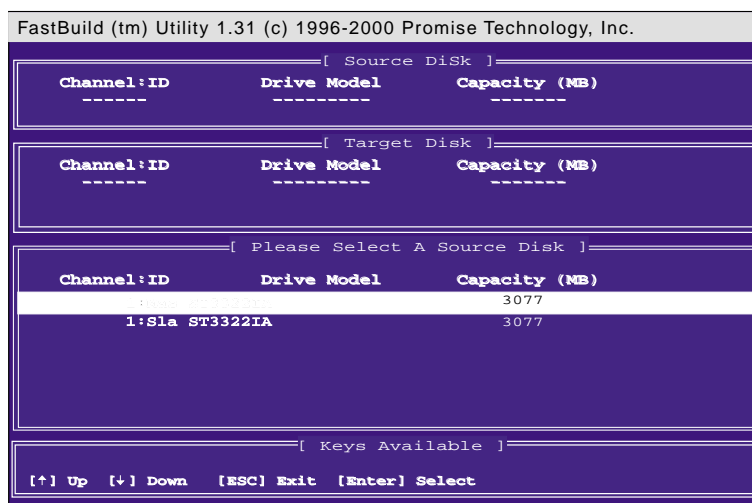 FastBuild (tm) Utility 1.31 (c) 1996-2000 Promise Technology, Inc.
[ Source DiSk ]
Channel:ID Drive Model Capacity (MB)
------ --------- -------
[ Target Disk ]
Channel:ID Drive Model Capacity (MB)
------ --------- -------
[ Please Select A Source Disk ]
Channel:ID Drive Model Capacity (MB)
3077
1:Sla ST3322IA 3077
[ Keys Available ]
[↑] Up [↓] Down [ESC] Exit [Enter] Select